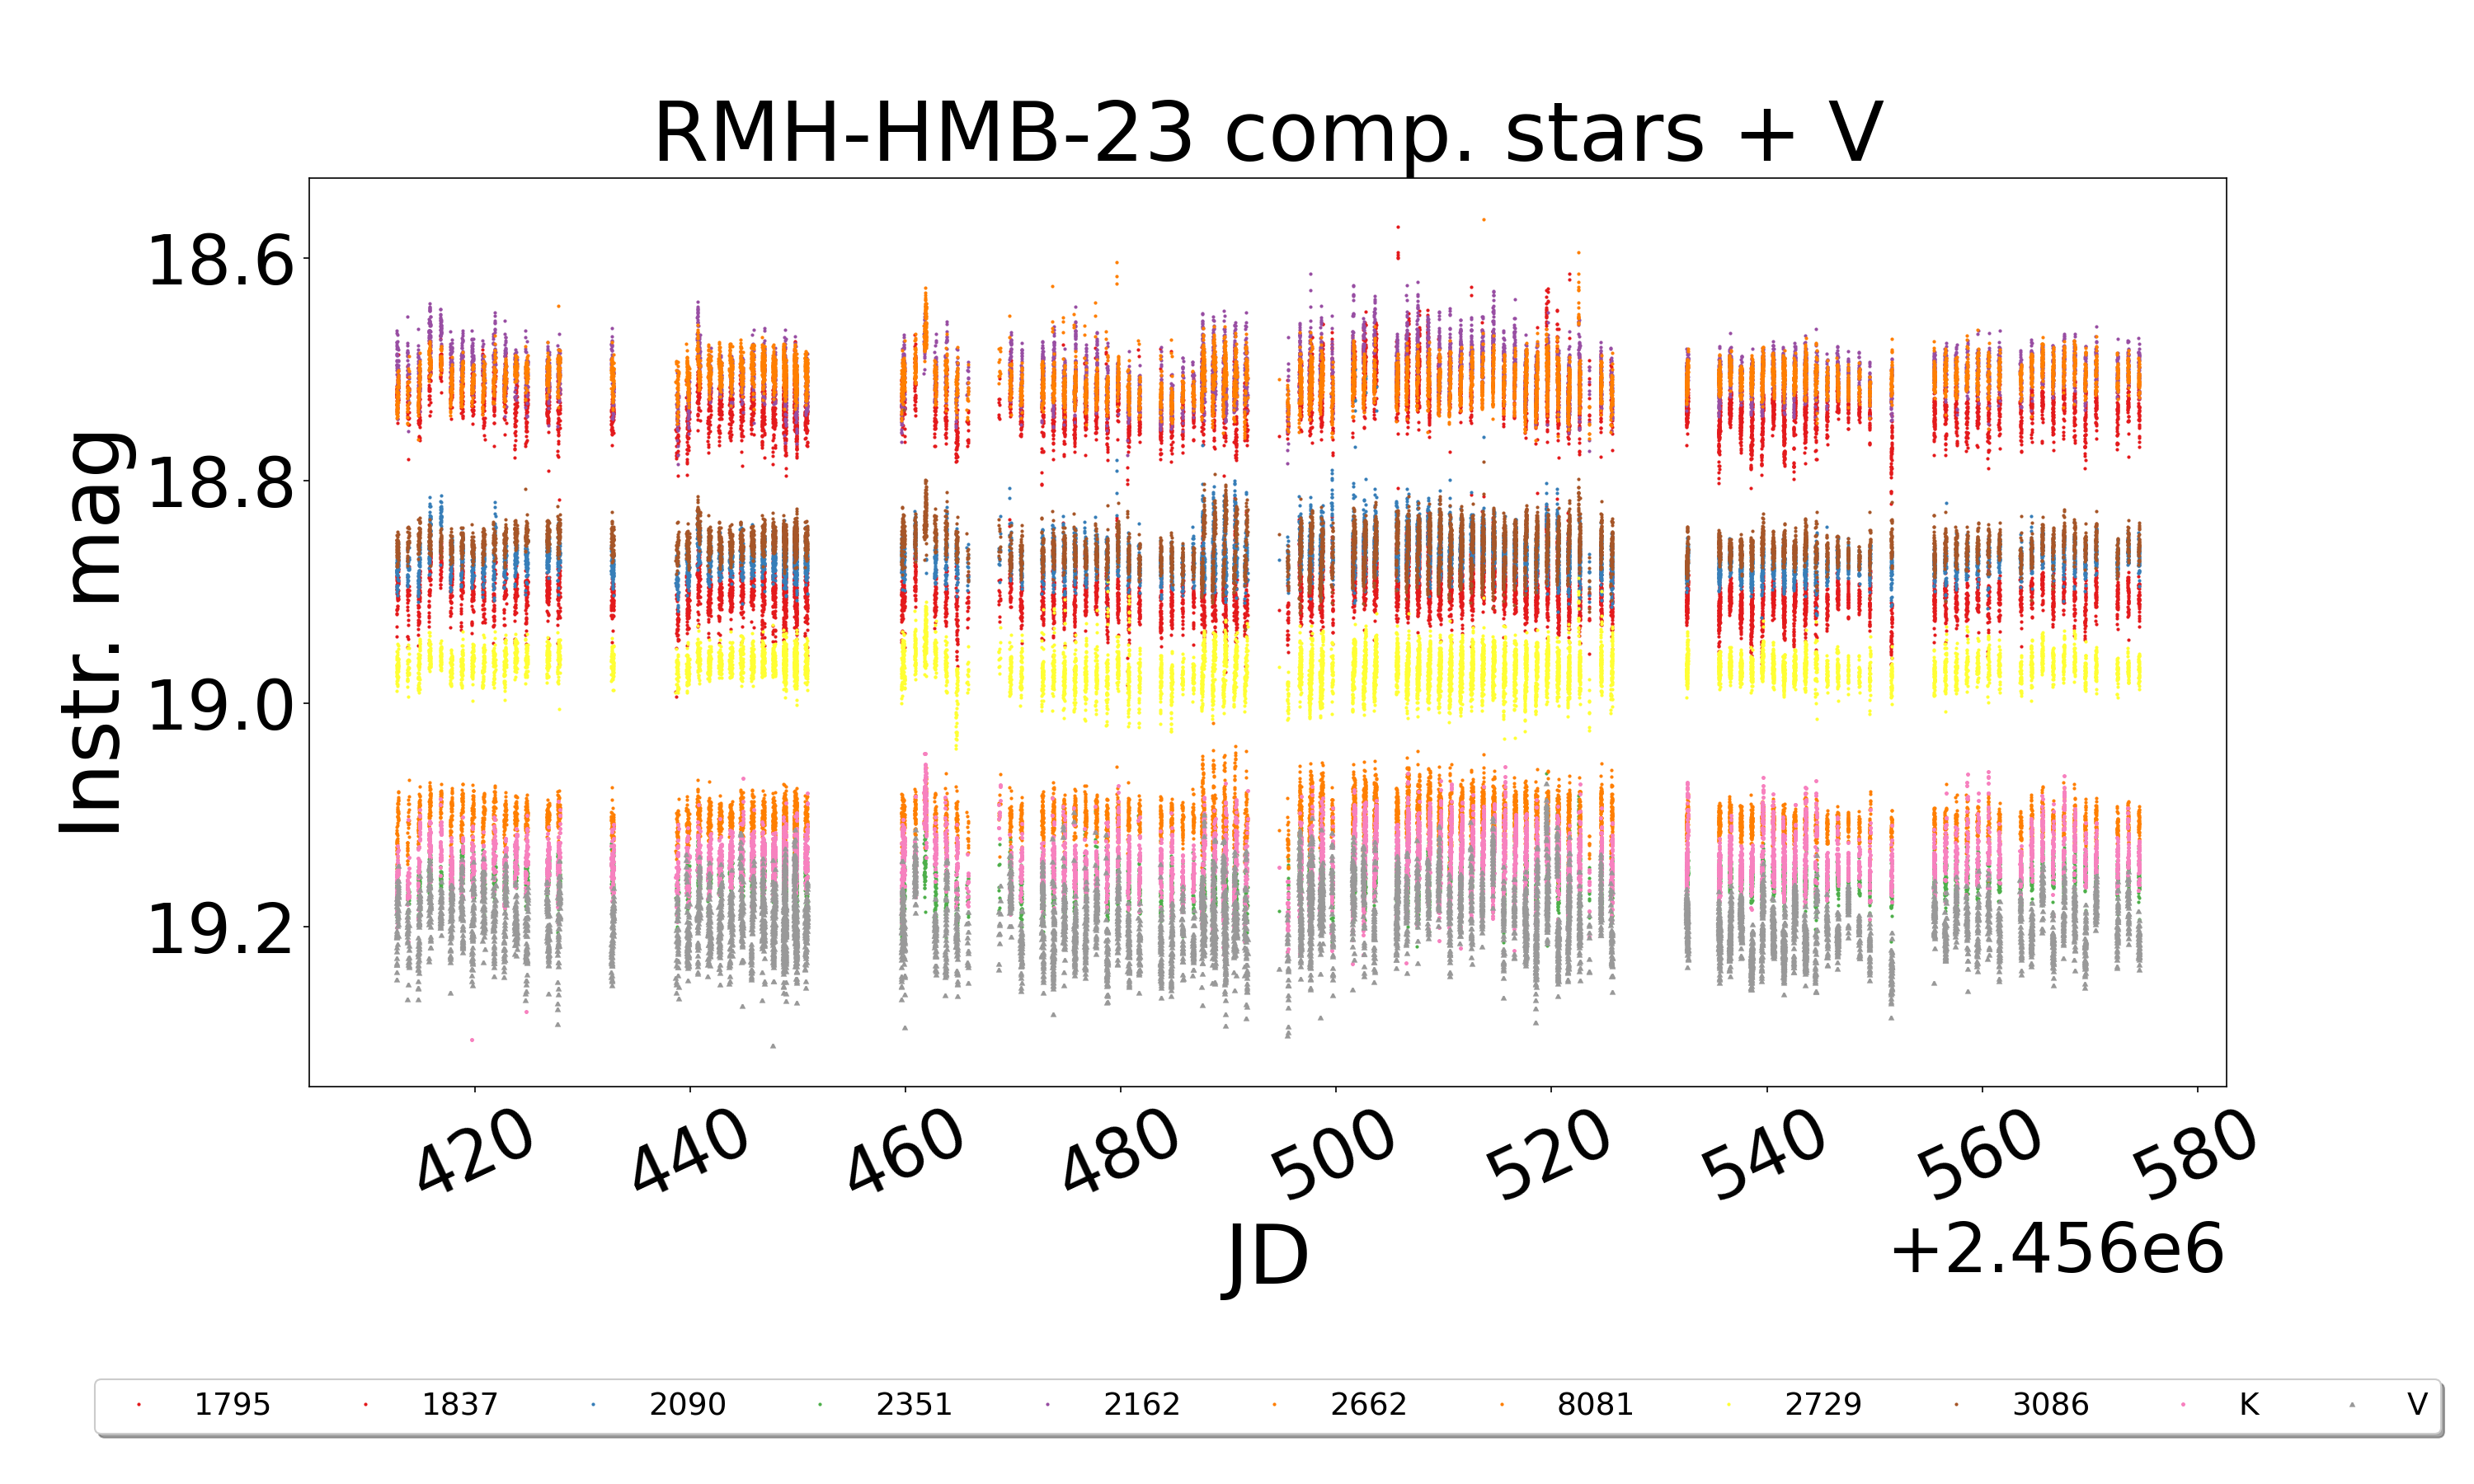 RMH-HMB-23 comp. stars + V
Instr. mag
18.6
18.8
19.0
19.2
420 440 460 480 500 520 540 560 580
JD
+2.456e6
1795 1837 2090 2351 2162 2662 8081 2729 3086 K V